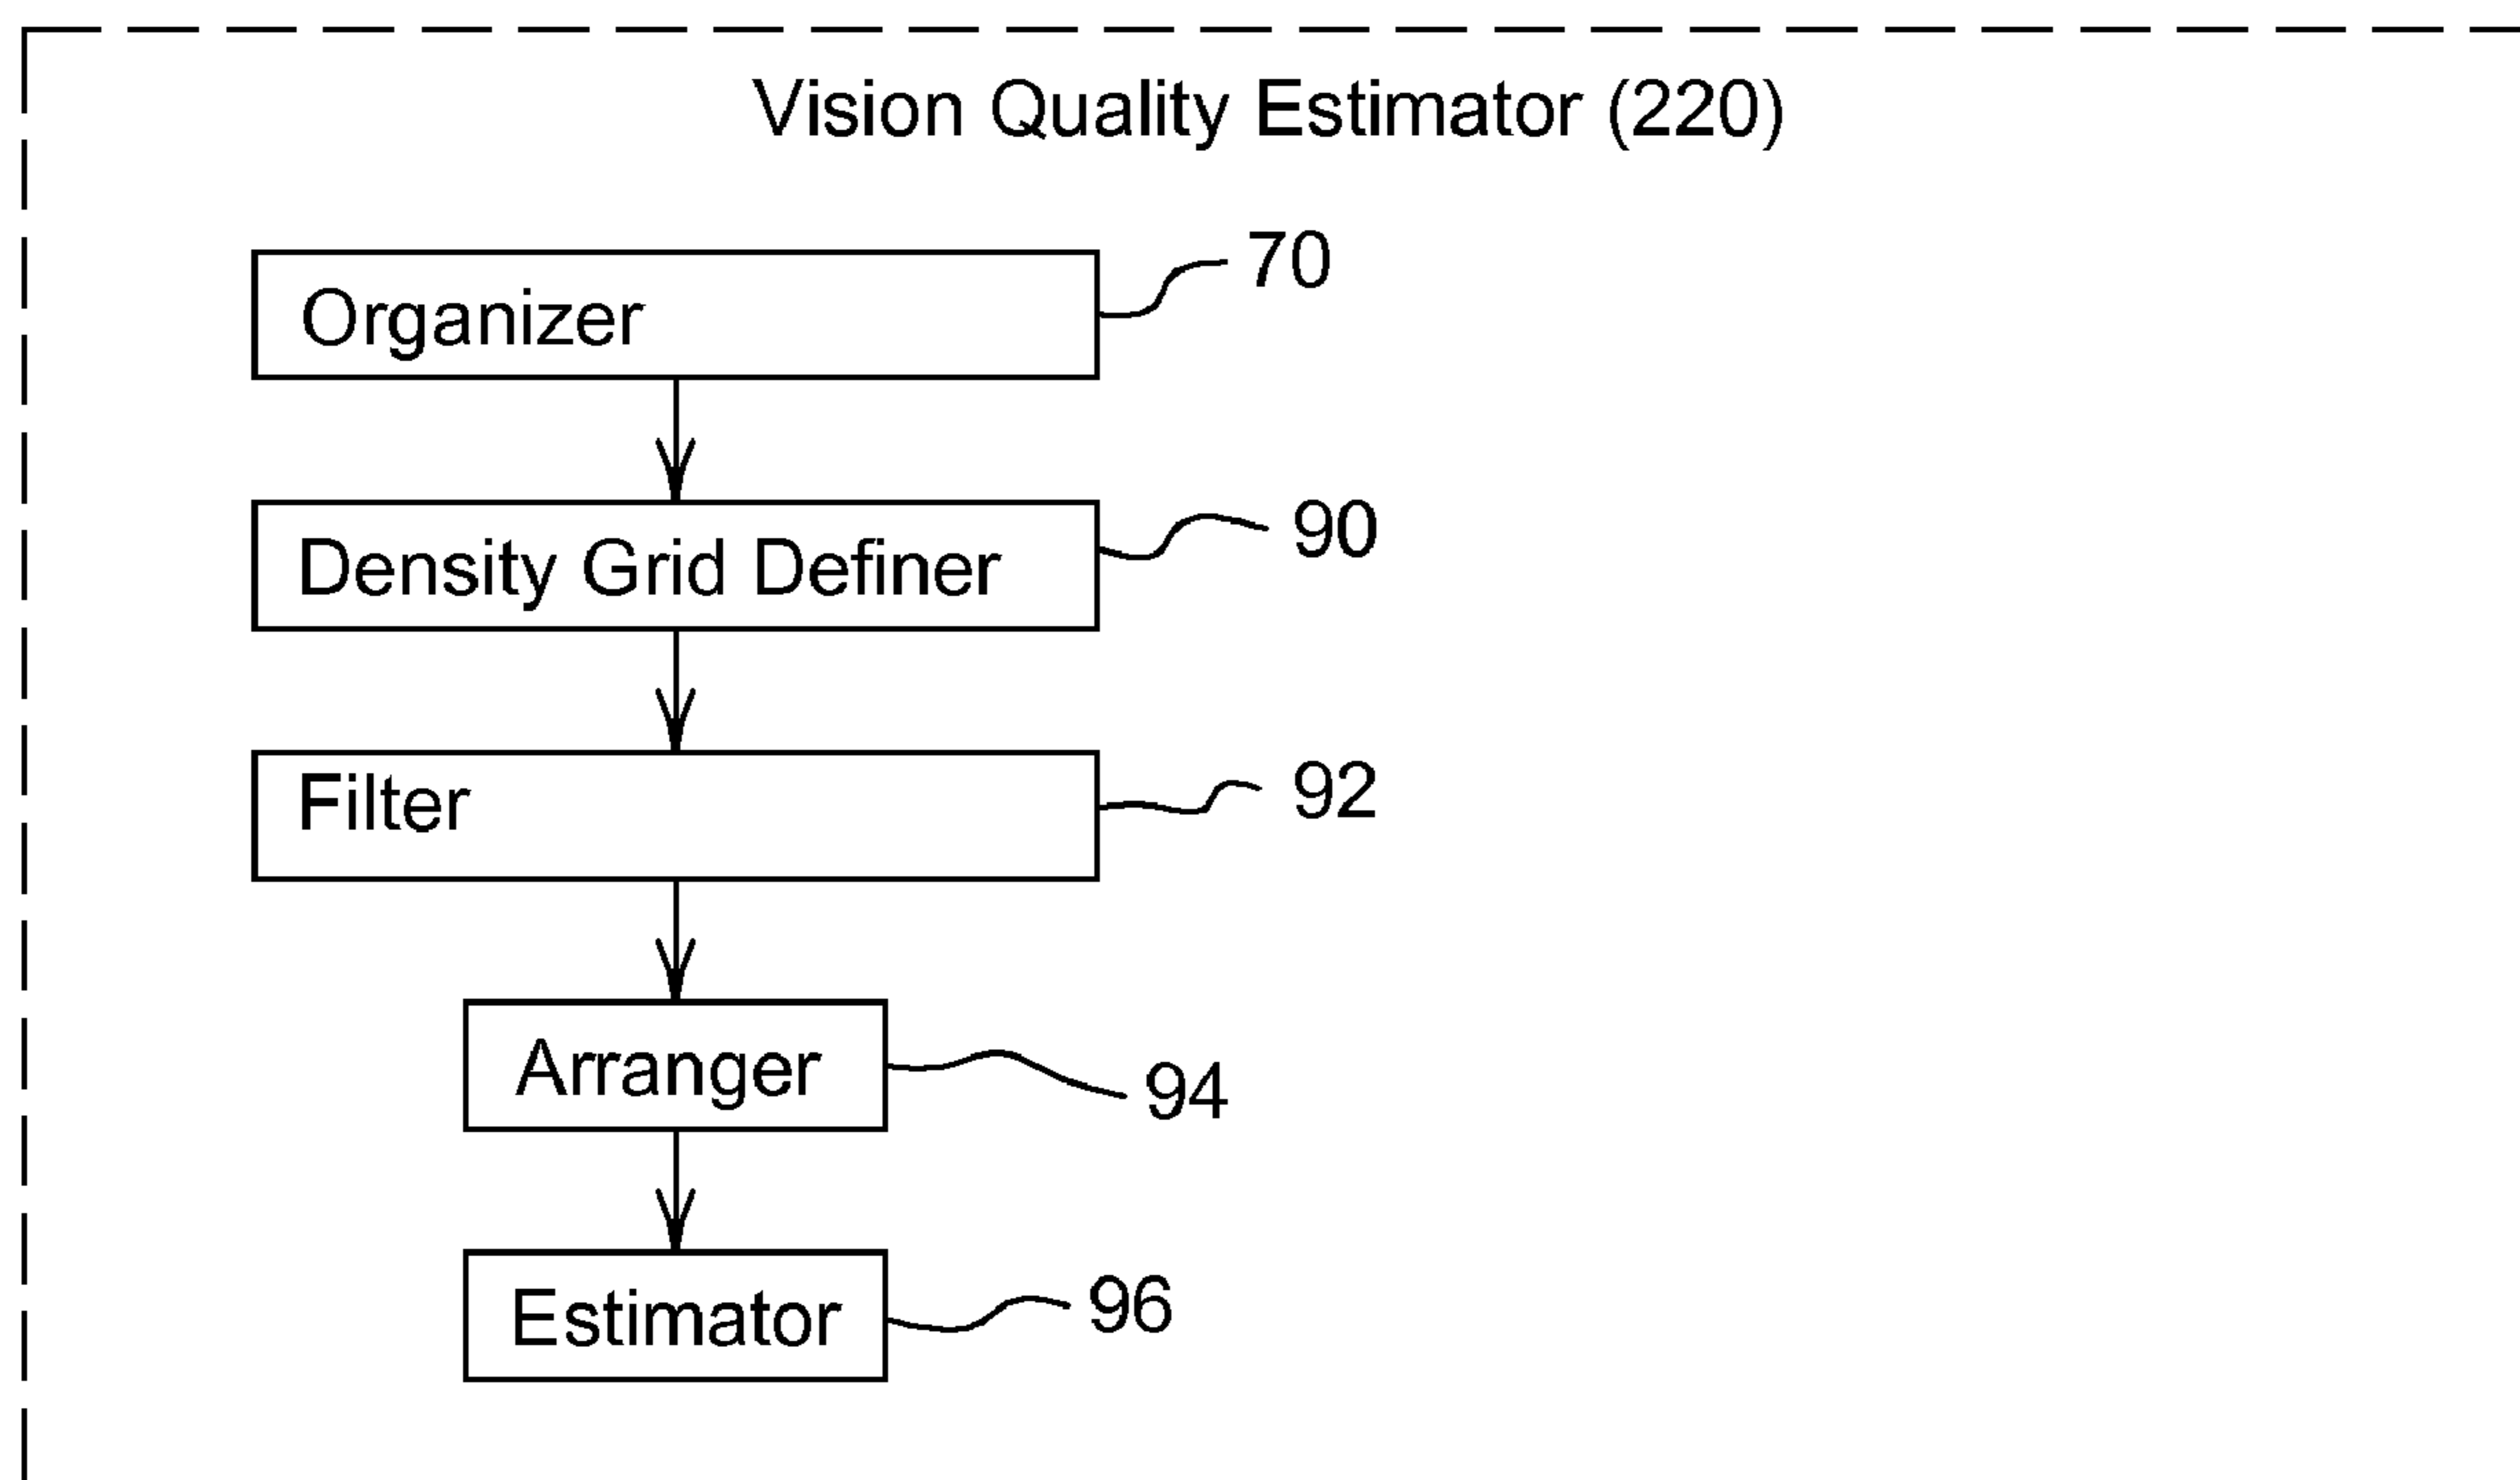 Vision Quality Estimator (220)
Organizer
70
Density Grid Definer
90
Filter
92
Arranger
94
Estimator
96